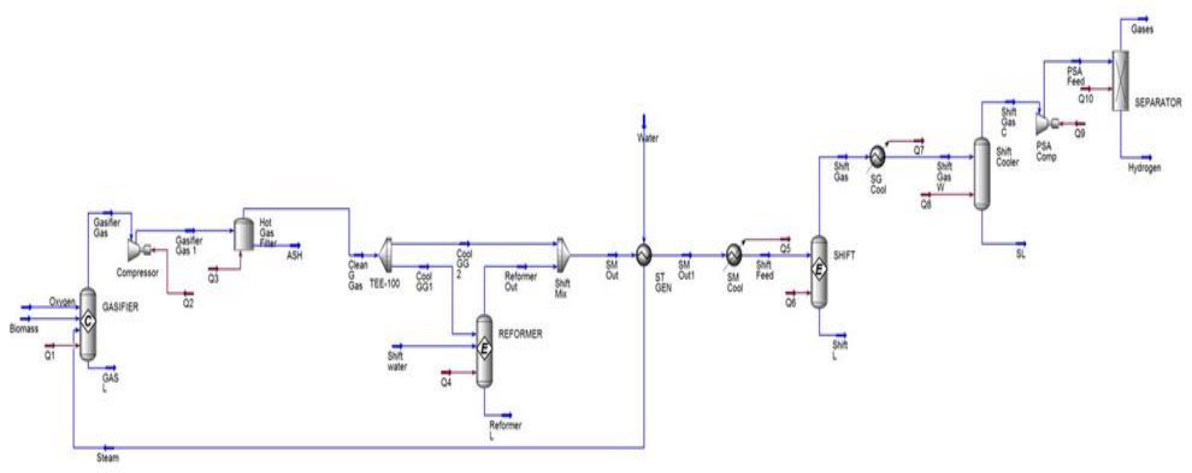 Oxygen
Biomass
Q1
C
GASIFIER
GAS
L
Steam
Gasifier
Gas
Compressor
Q2
Gasifier
Gas 1
Q3
Hot
Gas
Filter
ASH
Clean
G
Gas
TEE-100
Cool
GG1
Cool
GG
2
Shift
water
Q4
E
REFORMER
Reformer
L
Reformer
Out
Shift
Mix
SM
Out
Water
ST
GEN
SM
Out1
SM
Cool
Q5
Shift
Feed
Q6
E
SHIFT
Shift
L
Shift
Gas
SG
Cool
Q7
Shift
Gas
W
Q8
Shift
Cooler
SL
Shift
Gas
C
PSA
Comp
Q9
PSA
Feed
Q10
SEPARATOR
Gases
Hydrogen